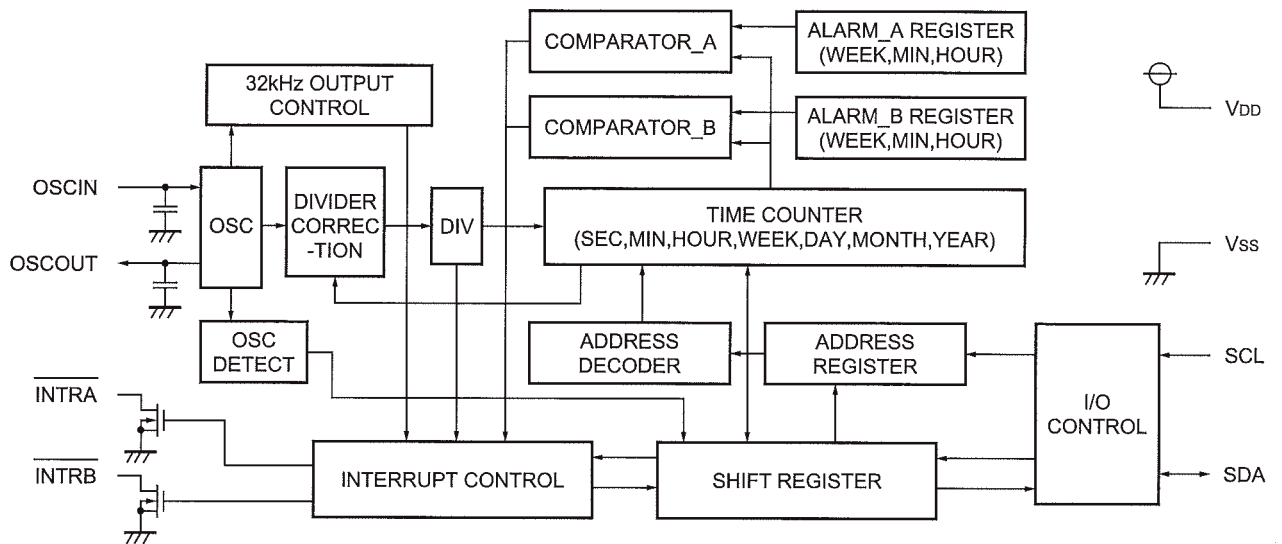 COMPARATOR_A
ALARM_A REGISTER
(WEEK,MIN,HOUR)
32kHz OUTPUT
CONTROL
COMPARATOR_B
ALARM_B REGISTER
(WEEK,MIN,HOUR)
VDD
OSCIN
OSC
DIVIDER
CORREC
-TION
DIV
TIME COUNTER
(SEC,MIN,HOUR,WEEK,DAY,MONTH,YEAR)
OSCOUT
VSS
OSC
DETECT
ADDRESS
DECODER
ADDRESS
REGISTER
I/O
CONTROL
SCL
INTRA
INTERRUPT CONTROL
SHIFT REGISTER
INTRB
SDA